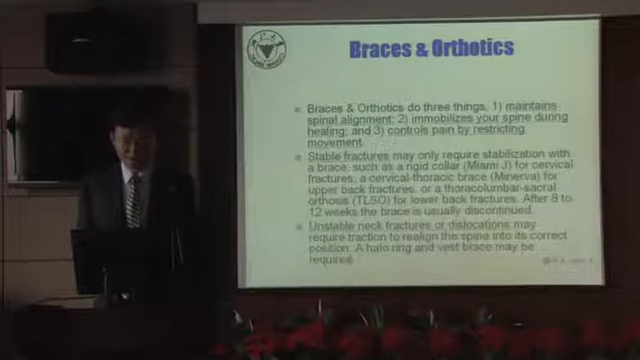 Braces & Orthotics
Braces & Orthotics do three things, 1) maintains
spinal alignment; 2) immobilizes your spine during
healing; and 3) controls pain by restricting
movement.
Stable fractures may only require stabilization with
a brace, such as a rigid collar (Miami J) for cervical
fractures, a cervical-thoracic brace (Minerva) for
upper back fractures, or a thoracolumbar-sacral
orthosis (TLSO) for lower back fractures. After 8 to
12 weeks the brace is usually discontinued.
Unstable neck fractures or dislocations may
require traction to realign the spine into its correct
position. A halo ring and vest brace may be
required.